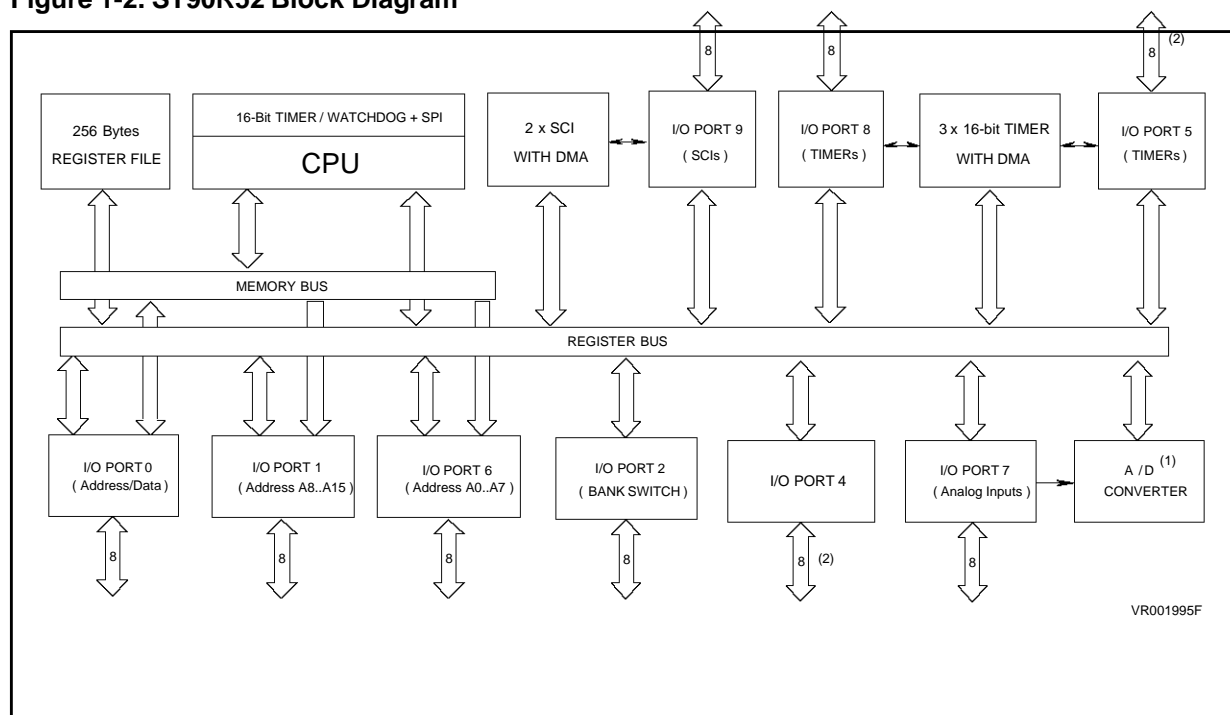 Figure 1-2. ST90R52 Block Diagram
8
8
8
(2)
256 Bytes
REGISTER FILE
16-Bit TIMER / WATCHDOG + SPI
CPU
2 x SCI
WITH DMA
I/O PORT 9
( SCIs )
I/O PORT 8
( TIMERs )
3 x 16-bit TIMER
WITH DMA
I/O PORT 5
( TIMERs )
MEMORY BUS
REGISTER BUS
I/O PORT 0
( Address/Data )
I/O PORT 1
( Address A8..A15 )
I/O PORT 6
( Address A0..A7 )
I/O PORT 2
( BANK SWITCH )
I/O PORT 4
I/O PORT 7
( Analog Inputs )
A / D (1)
CONVERTER
8
8
8
8
8
(2)
8
VR001995F